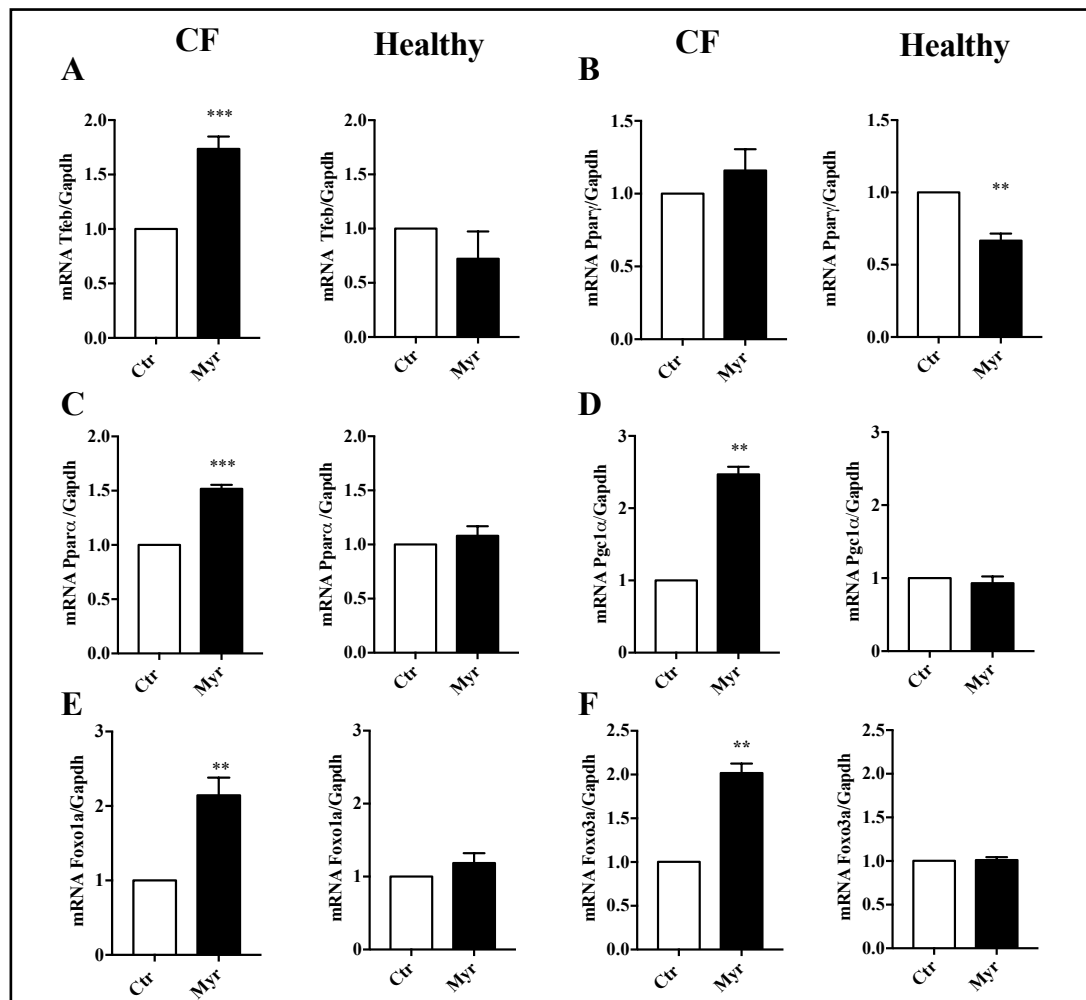 CF Healthy CF Healthy
A
mRNA Tfeb/Gapdh
2.0
1.5
1.0
0.5
0.0
***
Ctr Myr
mRNA Tfeb/Gapdh
2.0
1.5
1.0
0.5
0.0
Ctr Myr
B
mRNA Pparγ/Gapdh
1.5
1.0
0.5
0.0
Ctr Myr
mRNA Pparγ/Gapdh
1.5
1.0
0.5
0.0
**
Ctr Myr
C
mRNA Pparα/Gapdh
2.0
1.5
1.0
0.5
0.0
***
Ctr Myr
mRNA Pparα/Gapdh
2.0
1.5
1.0
0.5
0.0
Ctr Myr
D
mRNA Pgc1α/Gapdh
3
2
1
0
**
Ctr Myr
mRNA Pgc1α/Gapdh
3
2
1
0
Ctr Myr
E
mRNA Foxo1a/Gapdh
3
2
1
0
**
Ctr Myr
mRNA Foxo1a/Gapdh
3
2
1
0
Ctr Myr
F
mRNA Foxo3a/Gapdh
2.5
2.0
1.5
1.0
0.5
0.0
**
Ctr Myr
mRNA Foxo3a/Gapdh
2.5
2.0
1.5
1.0
0.5
0.0
Ctr Myr